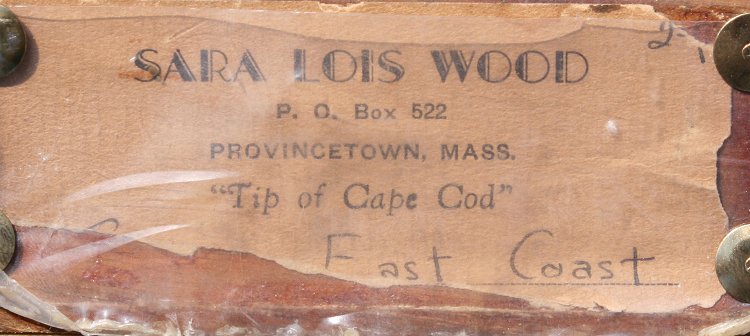 SARA LOIS WOOD
P. O. Box 522
PROVINCETOWN, MASS.
"Tip of Cape Cod"
East Coast